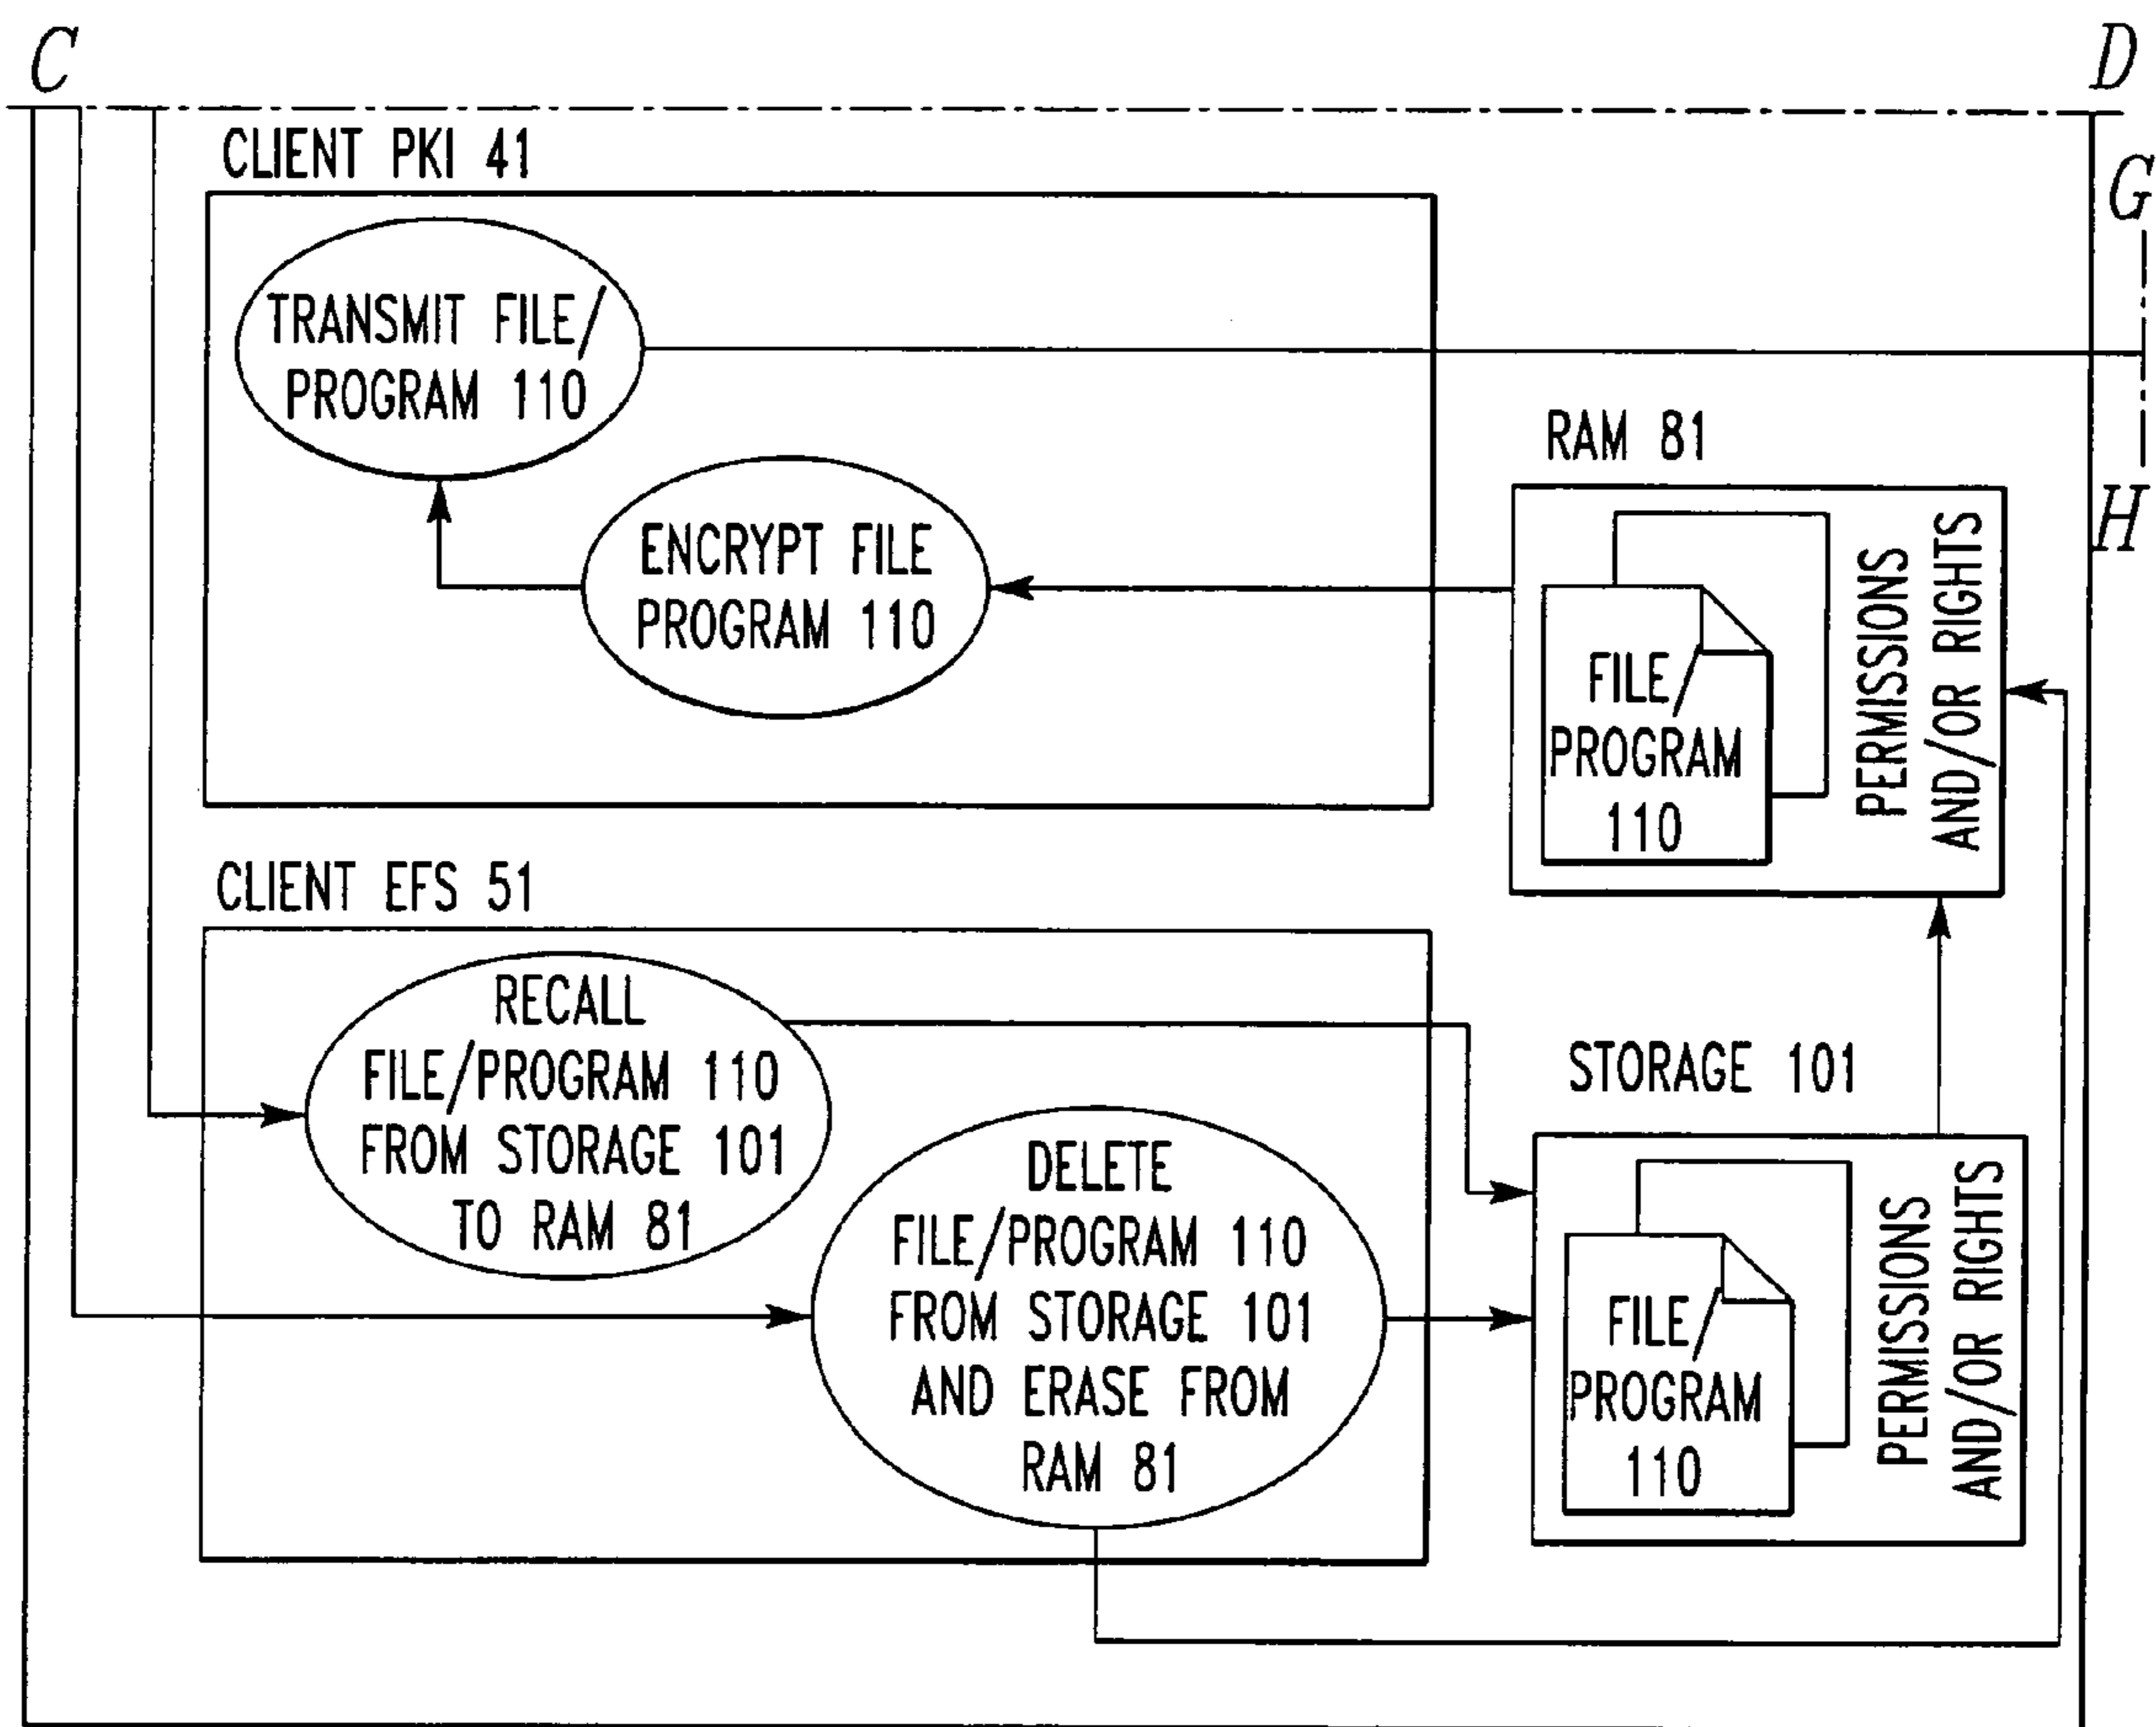 C
D
CLIENT PKI 41
G
TRANSMIT FILE/
PROGRAM 110
RAM 81
H
ENCRYPT FILE
PROGRAM 110
FILE/
PROGRAM
110
PERMISSIONS
AND/OR RIGHTS
CLIENT EFS 51
RECALL
FILE/PROGRAM 110
FROM STORAGE 101
TO RAM 81
STORAGE 101
DELETE
FILE/PROGRAM 110
FROM STORAGE 101
AND ERASE FROM
RAM 81
FILE/
PROGRAM
110
PERMISSIONS
AND/OR RIGHTS